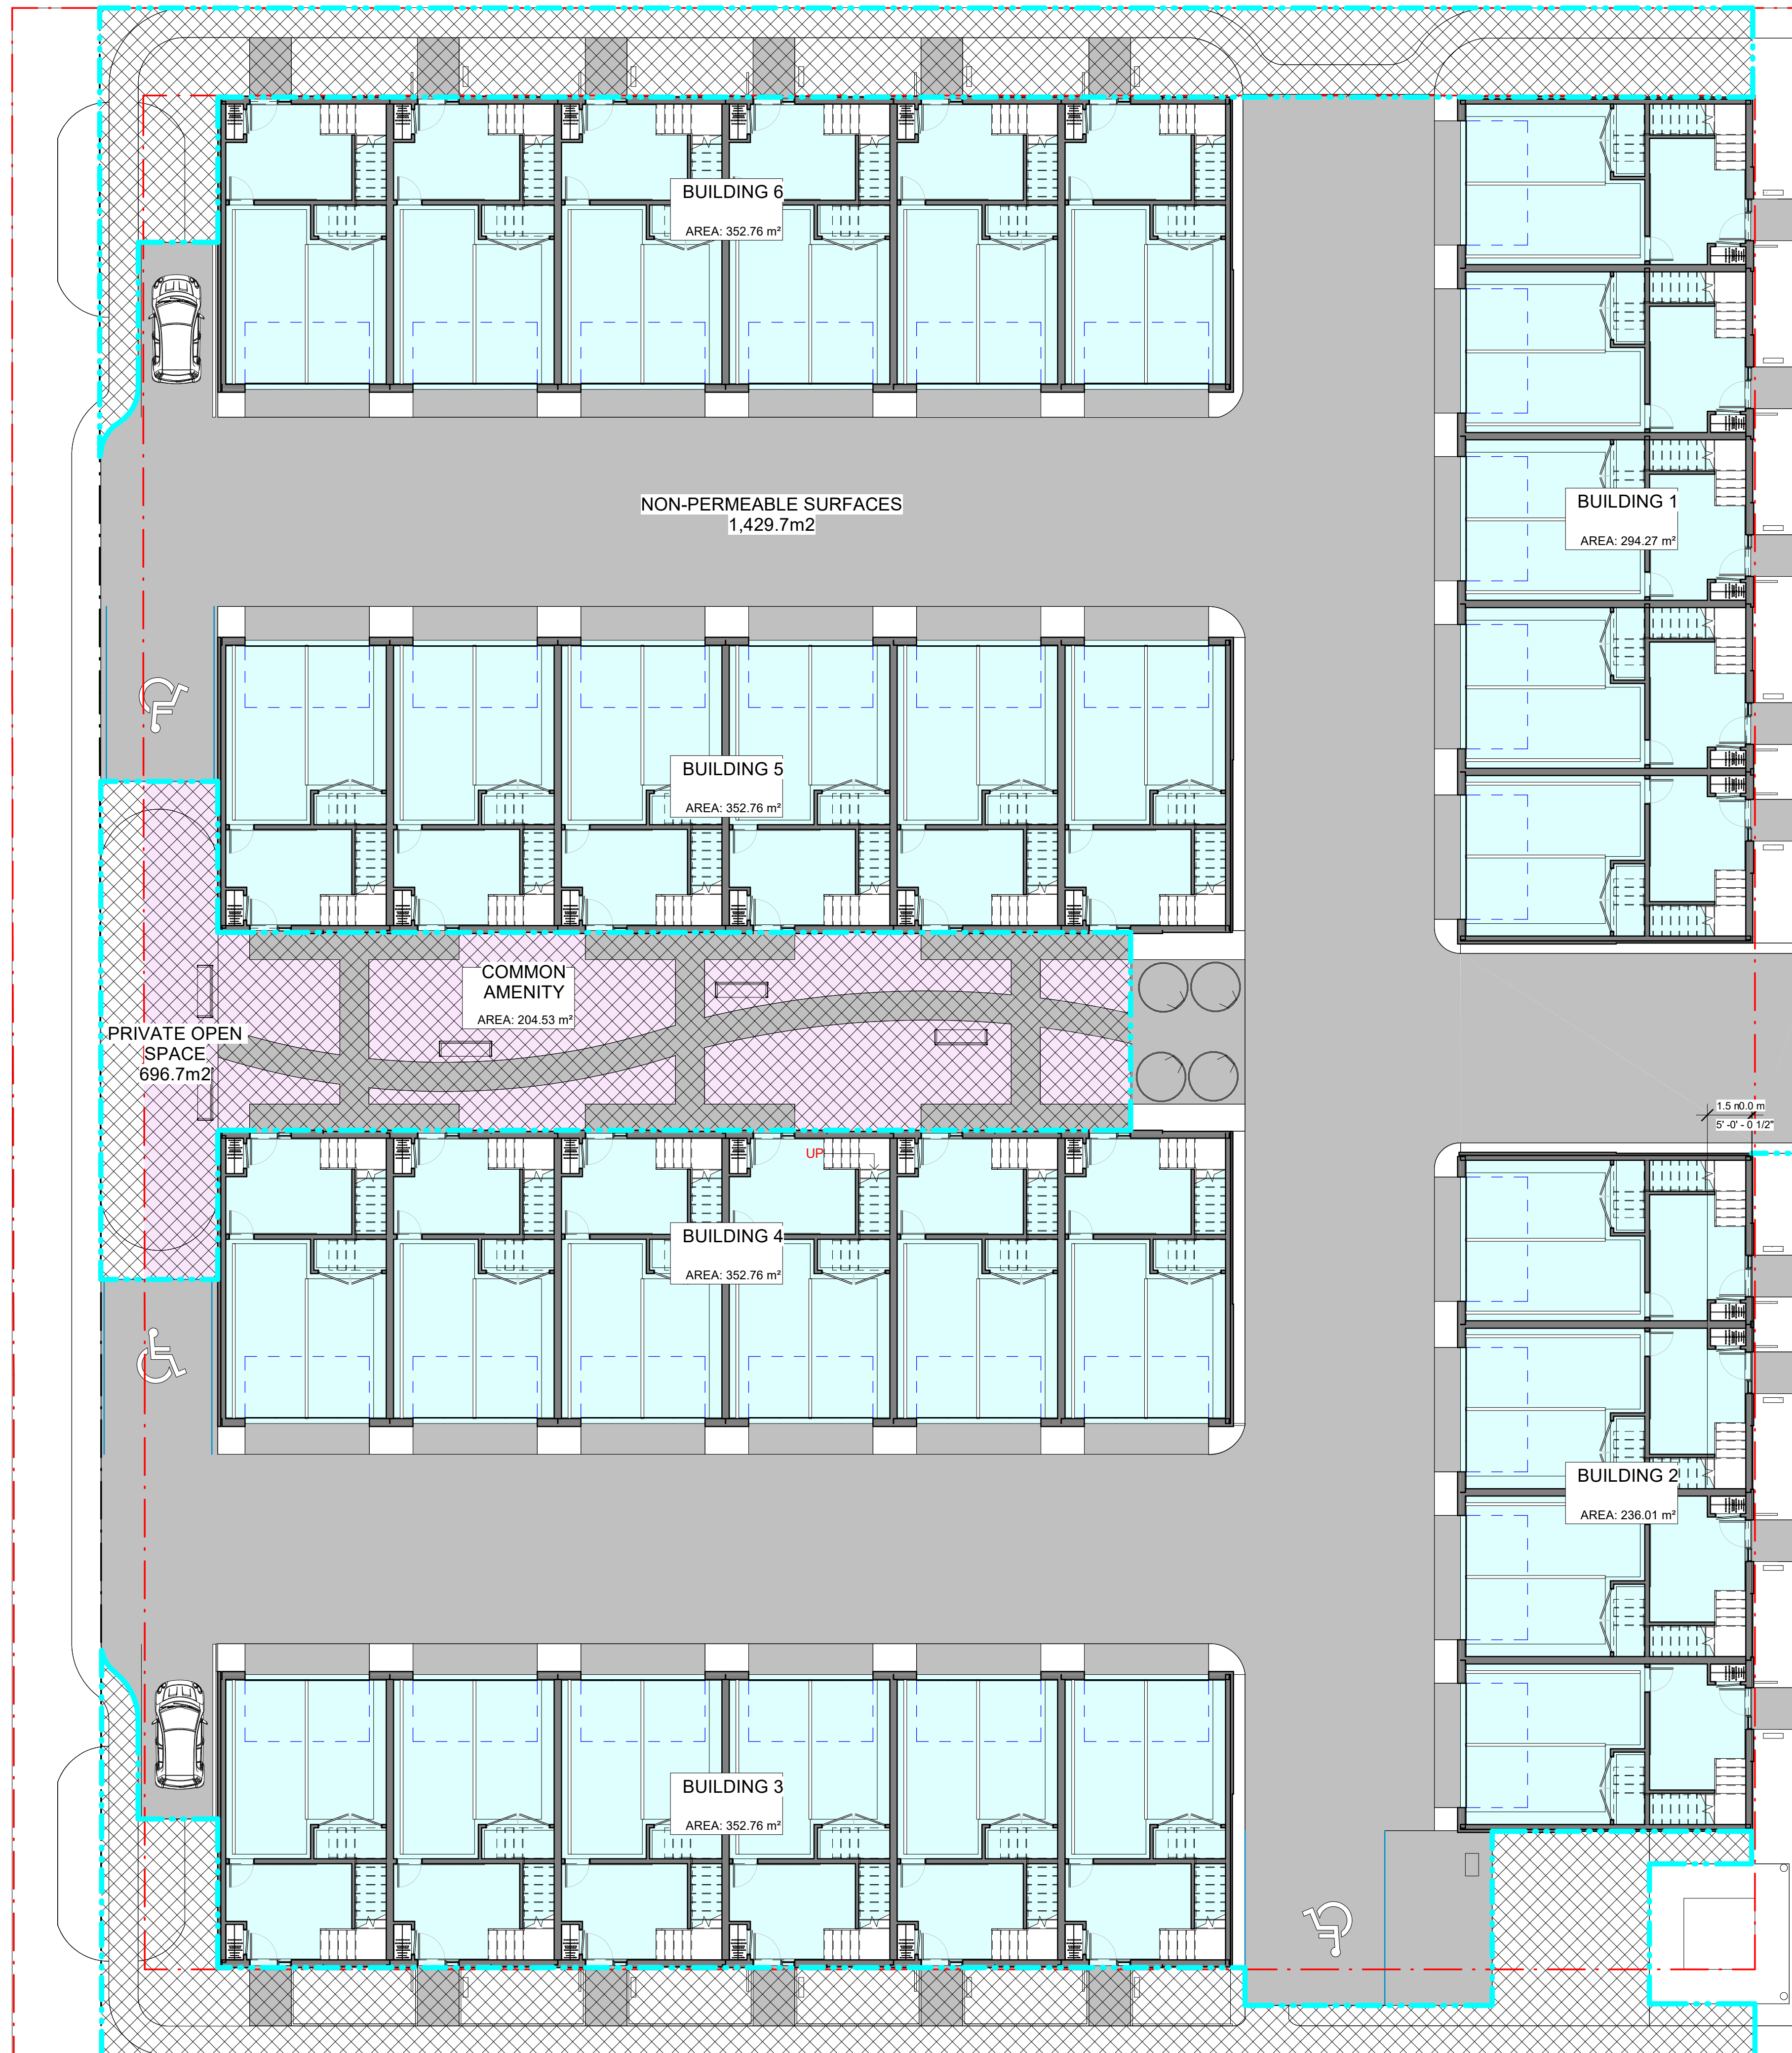 BUILDING 6
AREA: 352.76 m²
NON-PERMEABLE SURFACES
1,429.7m2
BUILDING 1
AREA: 294.27 m²
BUILDING 5
AREA: 352.76 m²
COMMON
AMENITY
AREA: 204.53 m²
PRIVATE OPEN
SPACE
696.7m2
1.5 m
0.0 m
5' -0' - 0 1/2"
UP
BUILDING 4
AREA: 352.76 m²
BUILDING 2
AREA: 236.01 m²
BUILDING 3
AREA: 352.76 m²